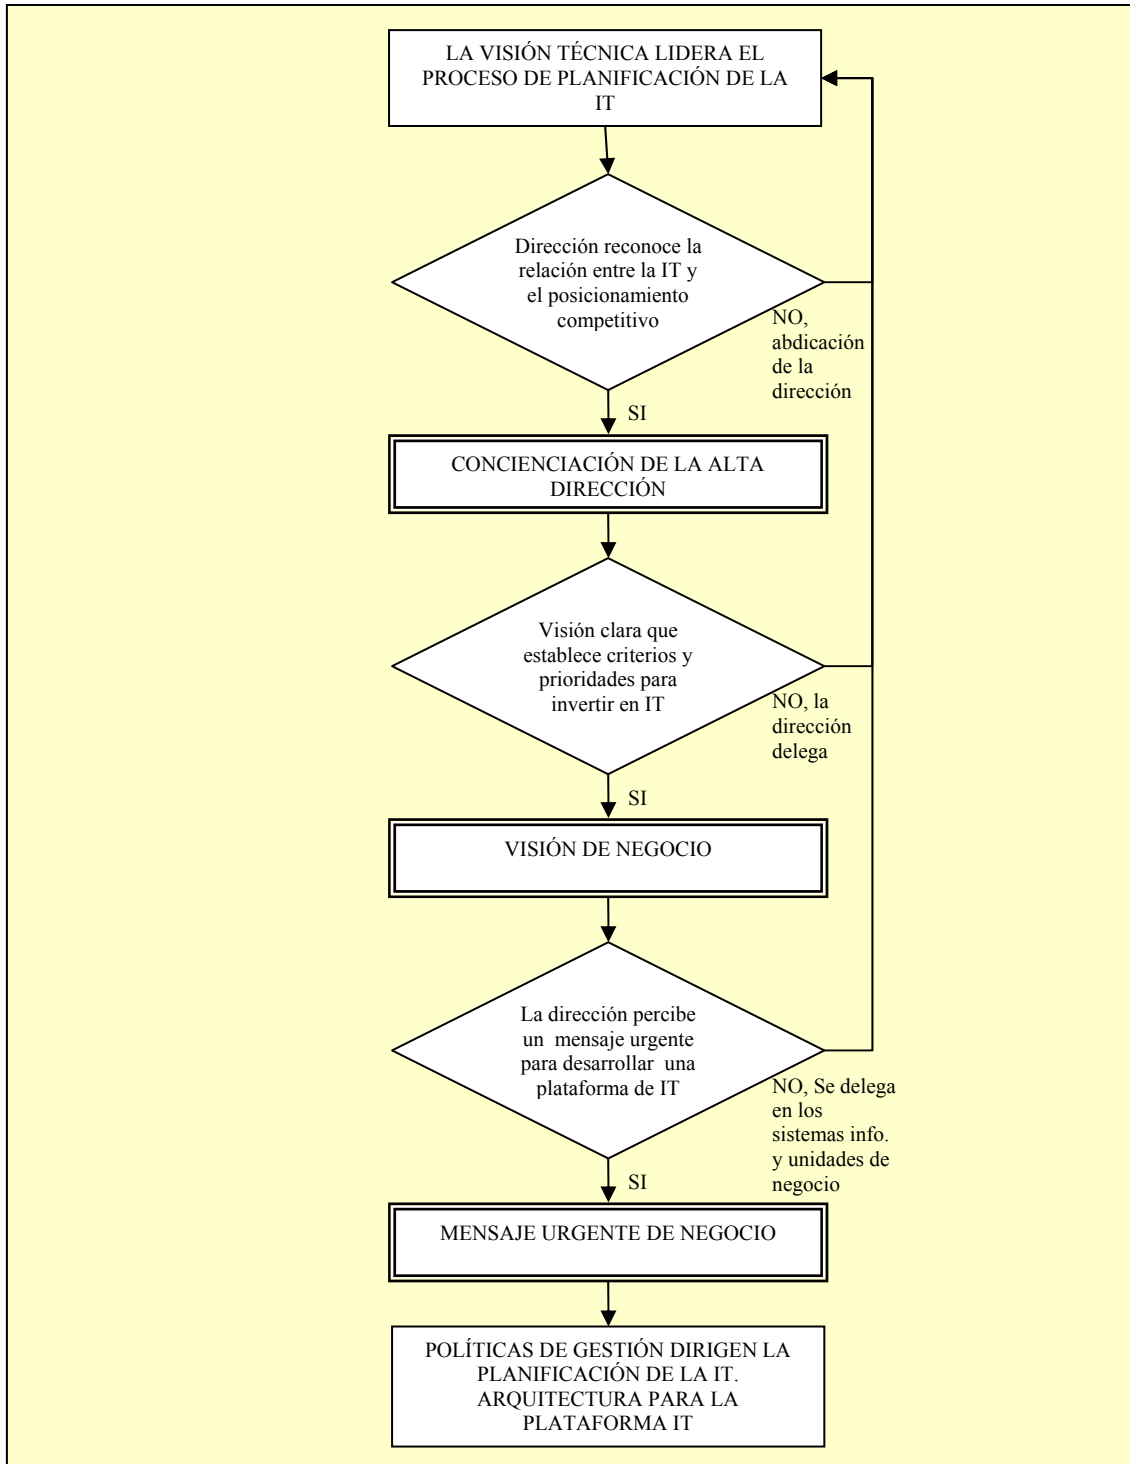 LA VISIÓN TÉCNICA LIDERA EL
PROCESO DE PLANIFICACIÓN DE LA
IT
Dirección reconoce la
relación entre la IT y
el posicionamiento
competitivo
NO,
abdicación
de la
dirección
SI
CONCIENCIACIÓN DE LA ALTA
DIRECCIÓN
Visión clara que
establece criterios y
prioridades para
invertir en IT
NO, la
dirección
delega
SI
VISIÓN DE NEGOCIO
La dirección percibe
un mensaje urgente
para desarrollar una
plataforma de IT
NO, Se delega
en los
sistemas info.
y unidades de
negocio
SI
MENSAJE URGENTE DE NEGOCIO
POLÍTICAS DE GESTIÓN DIRIGEN LA
PLANIFICACIÓN DE LA IT.
ARQUITECTURA PARA LA
PLATAFORMA IT